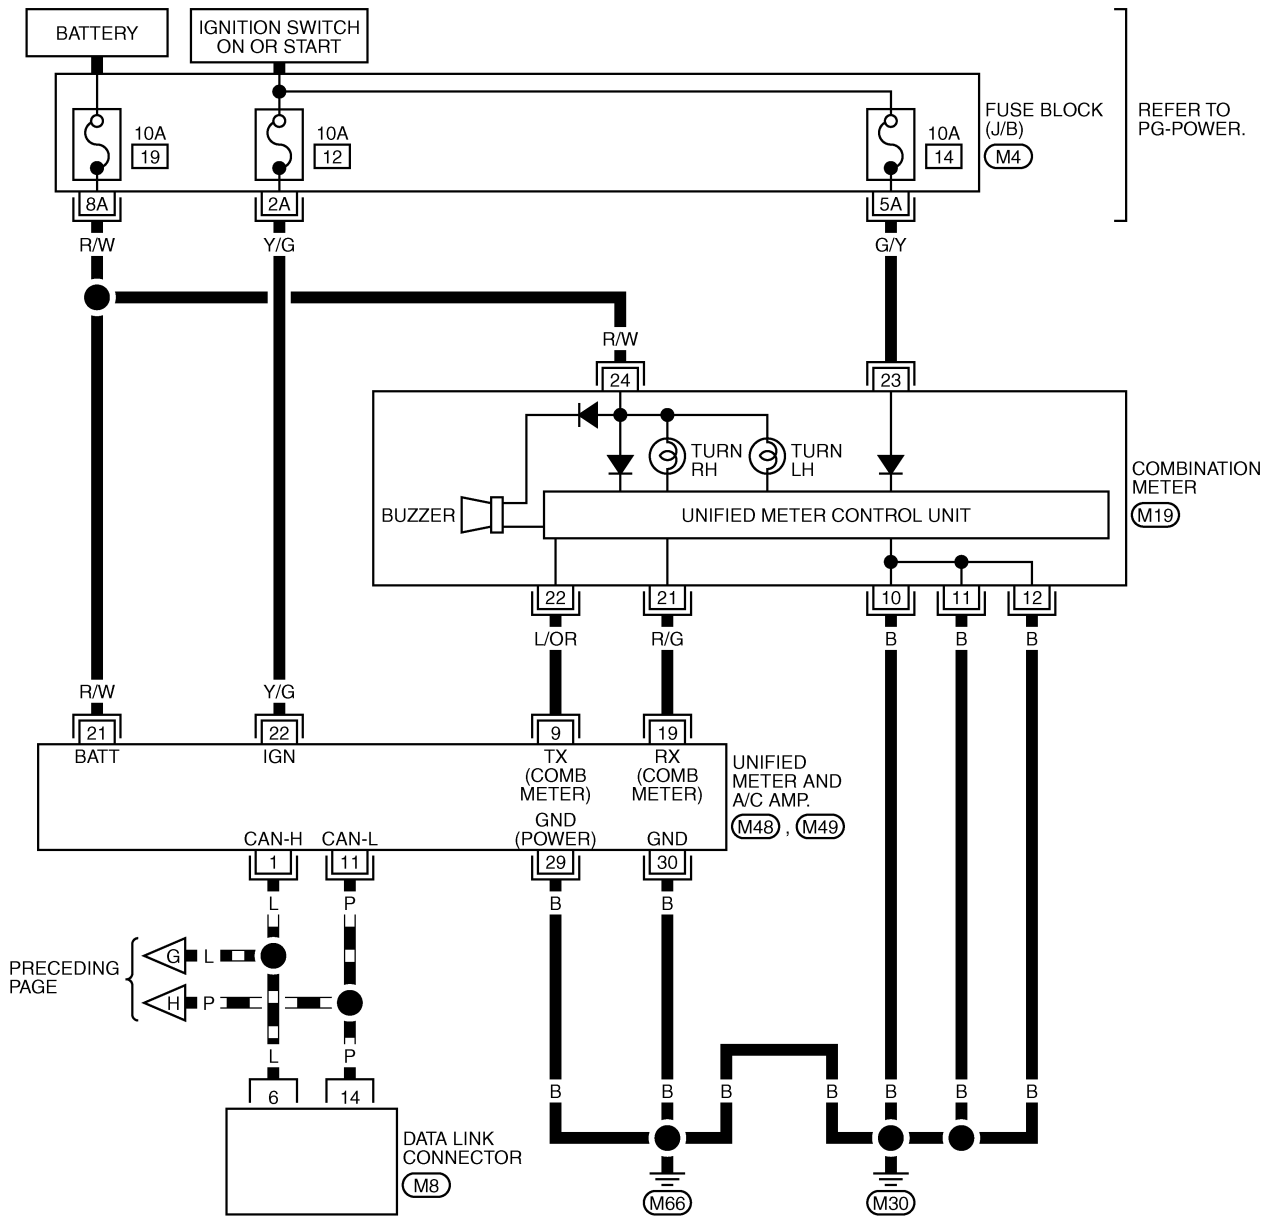 BATTERY
IGNITION SWITCH
ON OR START
10A
19
10A
12
10A
14
FUSE BLOCK
(J/B)
M4
REFER TO
PG-POWER.
8A
2A
5A
R/W
Y/G
G/Y
R/W
24
23
TURN
RH
TURN
LH
BUZZER
UNIFIED METER CONTROL UNIT
COMBINATION
METER
M19
22
21
10
11
12
L/OR
R/G
B
B
B
R/W
Y/G
21
22
9
19
BATT
IGN
TX
(COMB
METER)
RX
(COMB
METER)
UNIFIED
METER AND
A/C AMP.
M48 , M49
CAN-H
CAN-L
GND
(POWER)
GND
1
11
29
30
L
P
B
B
PRECEDING
PAGE
G
L
H
P
L
P
B
B
B
B
B
B
B
6
14
DATA LINK
CONNECTOR
M8
M66
M30